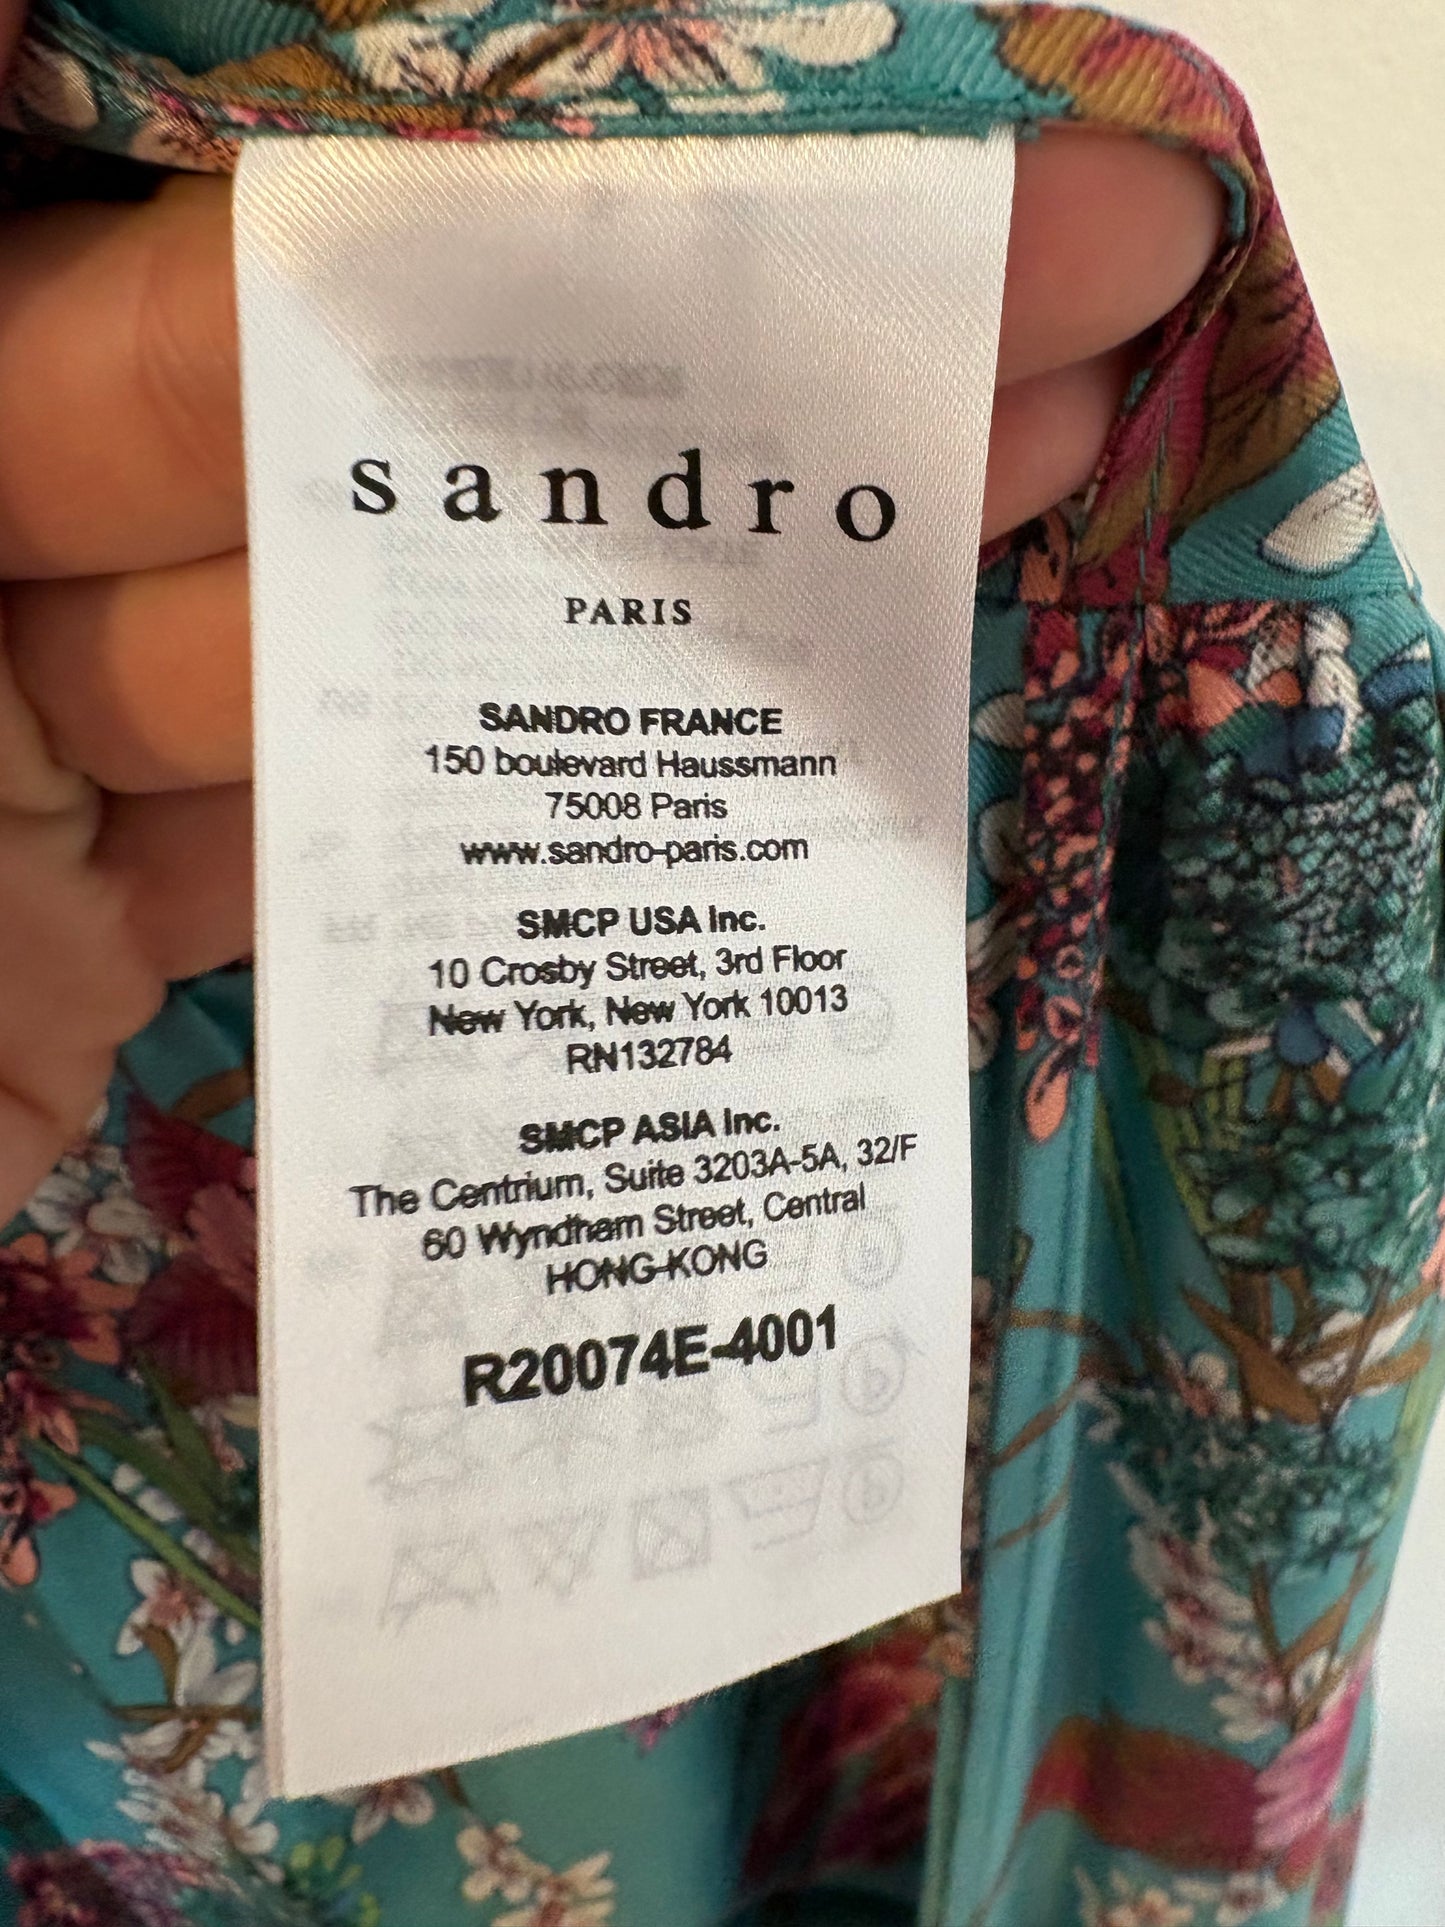 sandro
PARIS
SANDRO FRANCE
150 boulevard Haussmann
75008 Paris
www.sandro-paris.com
SMCP USA Inc.
10 Crosby Street, 3rd Floor
New York, New York 10013
RN132784
SMCP ASIA Inc.
The Centrium, Suite 3203A-5A, 32/F
60 Wyndham Street, Central
HONG-KONG
R20074E-4001